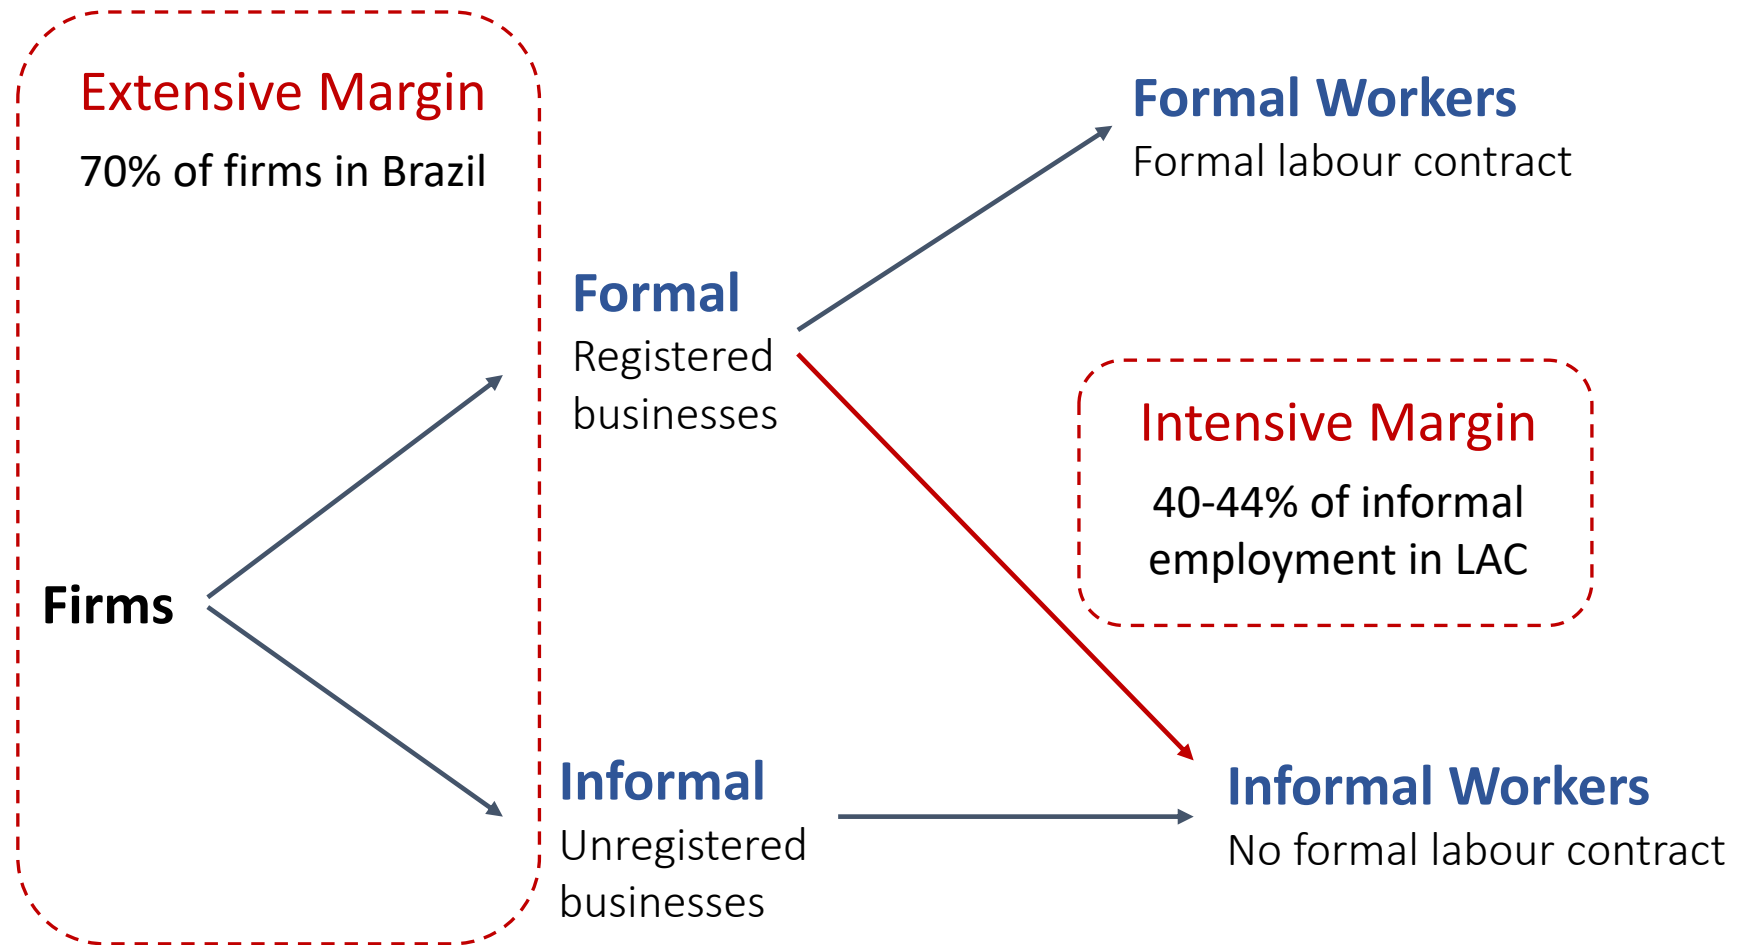 Extensive Margin
70% of firms in Brazil
Firms
Formal
Registered
businesses
Informal
Unregistered
businesses
Formal Workers
Formal labour contract
Intensive Margin
40-44% of informal
employment in LAC
Informal Workers
No formal labour contract